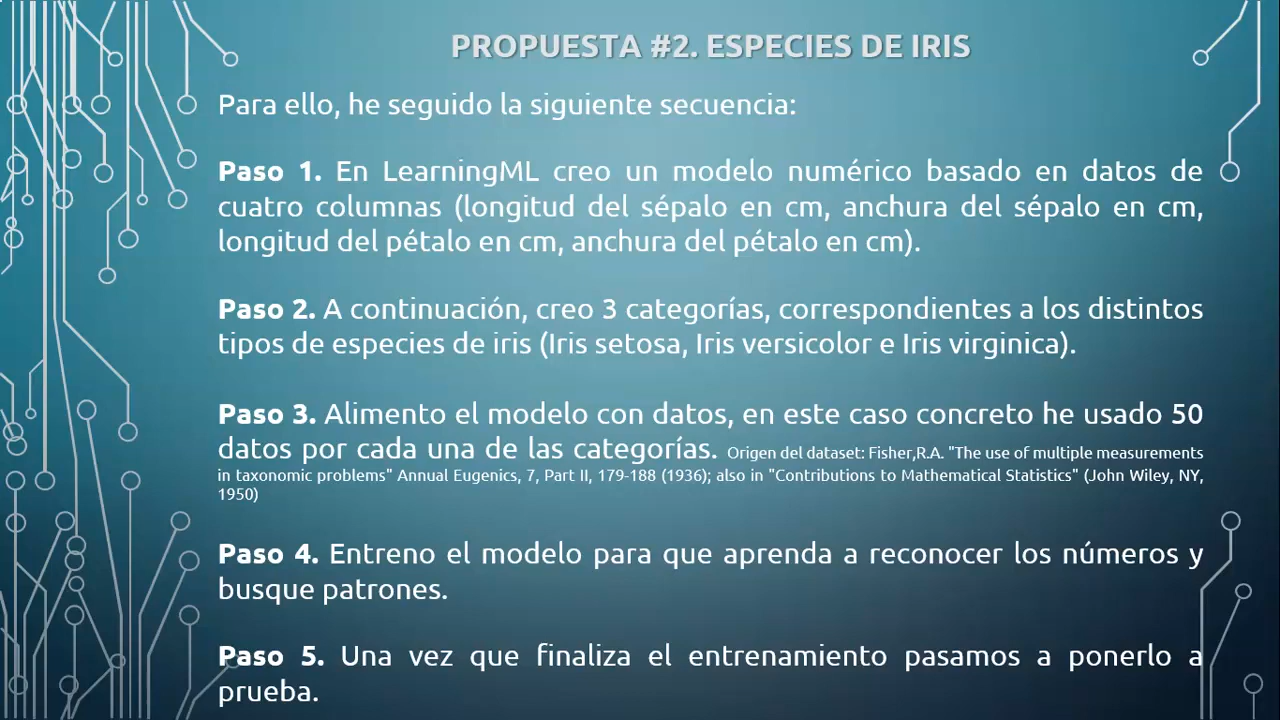 PROPUESTA #2. ESPECIES DE IRIS
Para ello, he seguido la siguiente secuencia:
Paso 1. En LearningML creo un modelo numérico basado en datos de
cuatro columnas (longitud del sépalo en cm, anchura del sépalo en cm,
longitud del pétalo en cm, anchura del pétalo en cm).
Paso 2. A continuación, creo 3 categorías, correspondientes a los distintos
tipos de especies de iris (Iris setosa, Iris versicolor e Iris virginica).
Paso 3. Alimento el modelo con datos, en este caso concreto he usado 50
datos por cada una de las categorías. Origen del dataset: Fisher,R.A. "The use of multiple measurements
in taxonomic problems" Annual Eugenics, 7, Part II, 179-188 (1936); also in "Contributions to Mathematical Statistics" (John Wiley, NY,
1950)
Paso 4. Entreno el modelo para que aprenda a reconocer los números y
busque patrones.
Paso 5. Una vez que finaliza el entrenamiento pasamos a ponerlo a
prueba.